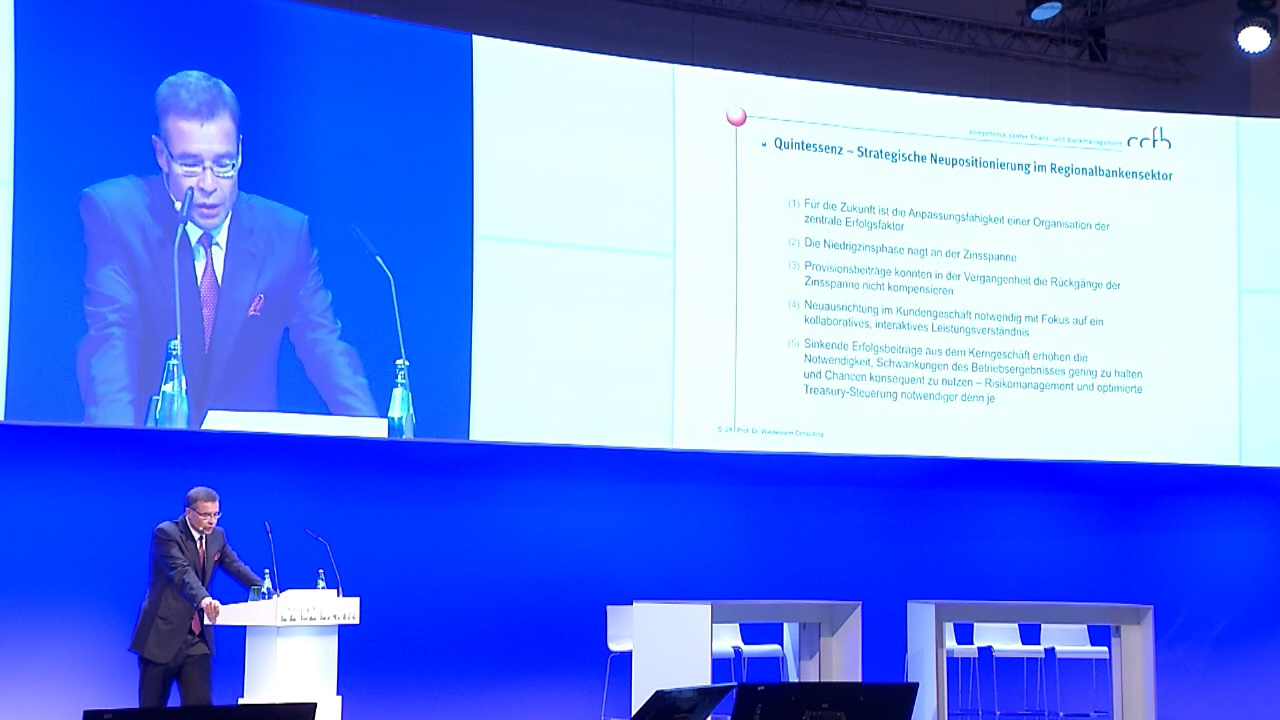 kompetence center finanz- und bankmanagement
ccfb
Quintessenz – Strategische Neupositionierung im Regionalbankensektor
(1) Für die Zukunft ist die Anpassungsfähigkeit einer Organisation der
zentrale Erfolgsfaktor
(2) Die Niedrigzinsphase nagt an der Zinsspanne
(3) Provisionsbeiträge konnten in der Vergangenheit die Rückgänge der
Zinsspanne nicht kompensieren
(4) Neuausrichtung im Kundengeschäft notwendig mit Fokus auf ein
kollaboratives, interaktives Leistungsverständnis
(5) Sinkende Erfolgsbeiträge aus dem Kerngeschäft erhöhen die
Notwendigkeit, Schwankungen des Betriebsergebnisses gering zu halten
und Chancen konsequent zu nutzen – Risikomanagement und optimierte
Treasury-Steuerung notwendiger denn je
Prof. Dr. Wiedemann Consulting